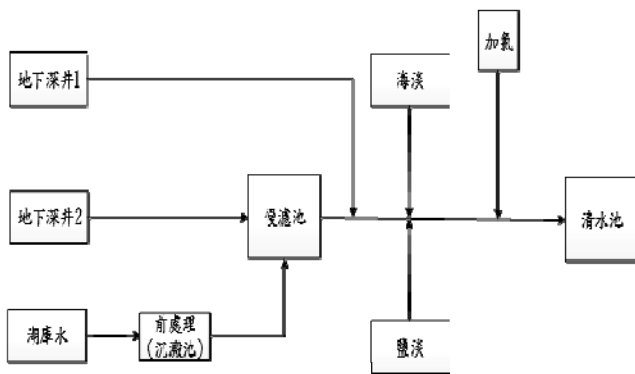 加氯
地下深井1
海淡
地下深井2
慢濾池
清水池
湖庫水
前處理
(沉澱池)
鹽淡